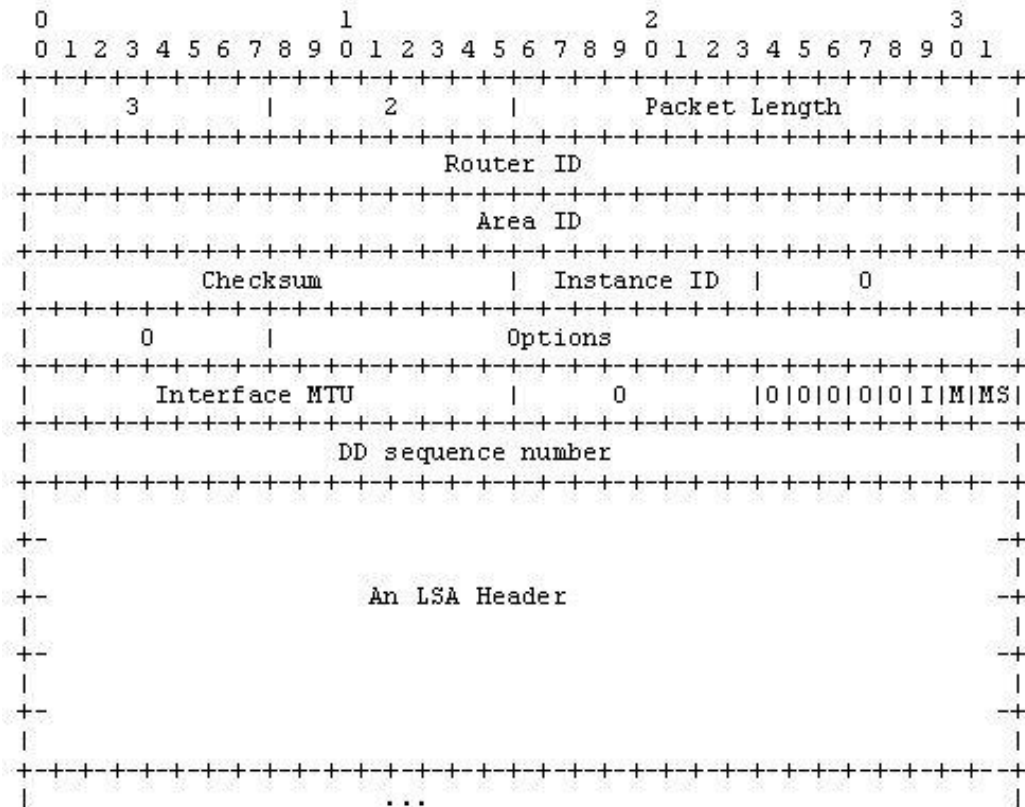 0                   1                   2                   3
0 1 2 3 4 5 6 7 8 9 0 1 2 3 4 5 6 7 8 9 0 1 2 3 4 5 6 7 8 9 0 1
+-+-+-+-+-+-+-+-+-+-+-+-+-+-+-+-+-+-+-+-+-+-+-+-+-+-+-+-+-+-+-+-+
| 3 | 2 | Packet Length |
+-+-+-+-+-+-+-+-+-+-+-+-+-+-+-+-+-+-+-+-+-+-+-+-+-+-+-+-+-+-+-+-+
| Router ID |
+-+-+-+-+-+-+-+-+-+-+-+-+-+-+-+-+-+-+-+-+-+-+-+-+-+-+-+-+-+-+-+-+
| Area ID |
+-+-+-+-+-+-+-+-+-+-+-+-+-+-+-+-+-+-+-+-+-+-+-+-+-+-+-+-+-+-+-+-+
| Checksum | Instance ID | 0 |
+-+-+-+-+-+-+-+-+-+-+-+-+-+-+-+-+-+-+-+-+-+-+-+-+-+-+-+-+-+-+-+-+
| 0 | Options |
+-+-+-+-+-+-+-+-+-+-+-+-+-+-+-+-+-+-+-+-+-+-+-+-+-+-+-+-+-+-+-+-+
| Interface MTU | 0 |0|0|0|0|0|I|M|MS|
+-+-+-+-+-+-+-+-+-+-+-+-+-+-+-+-+-+-+-+-+-+-+-+-+-+-+-+-+-+-+-+-+
| DD sequence number |
+-+-+-+-+-+-+-+-+-+-+-+-+-+-+-+-+-+-+-+-+-+-+-+-+-+-+-+-+-+-+-+-+
| |
+- -+
| |
+- An LSA Header -+
| |
+- -+
| |
+- -+
| |
+-+-+-+-+-+-+-+-+-+-+-+-+-+-+-+-+-+-+-+-+-+-+-+-+-+-+-+-+-+-+-+-+
| ... |